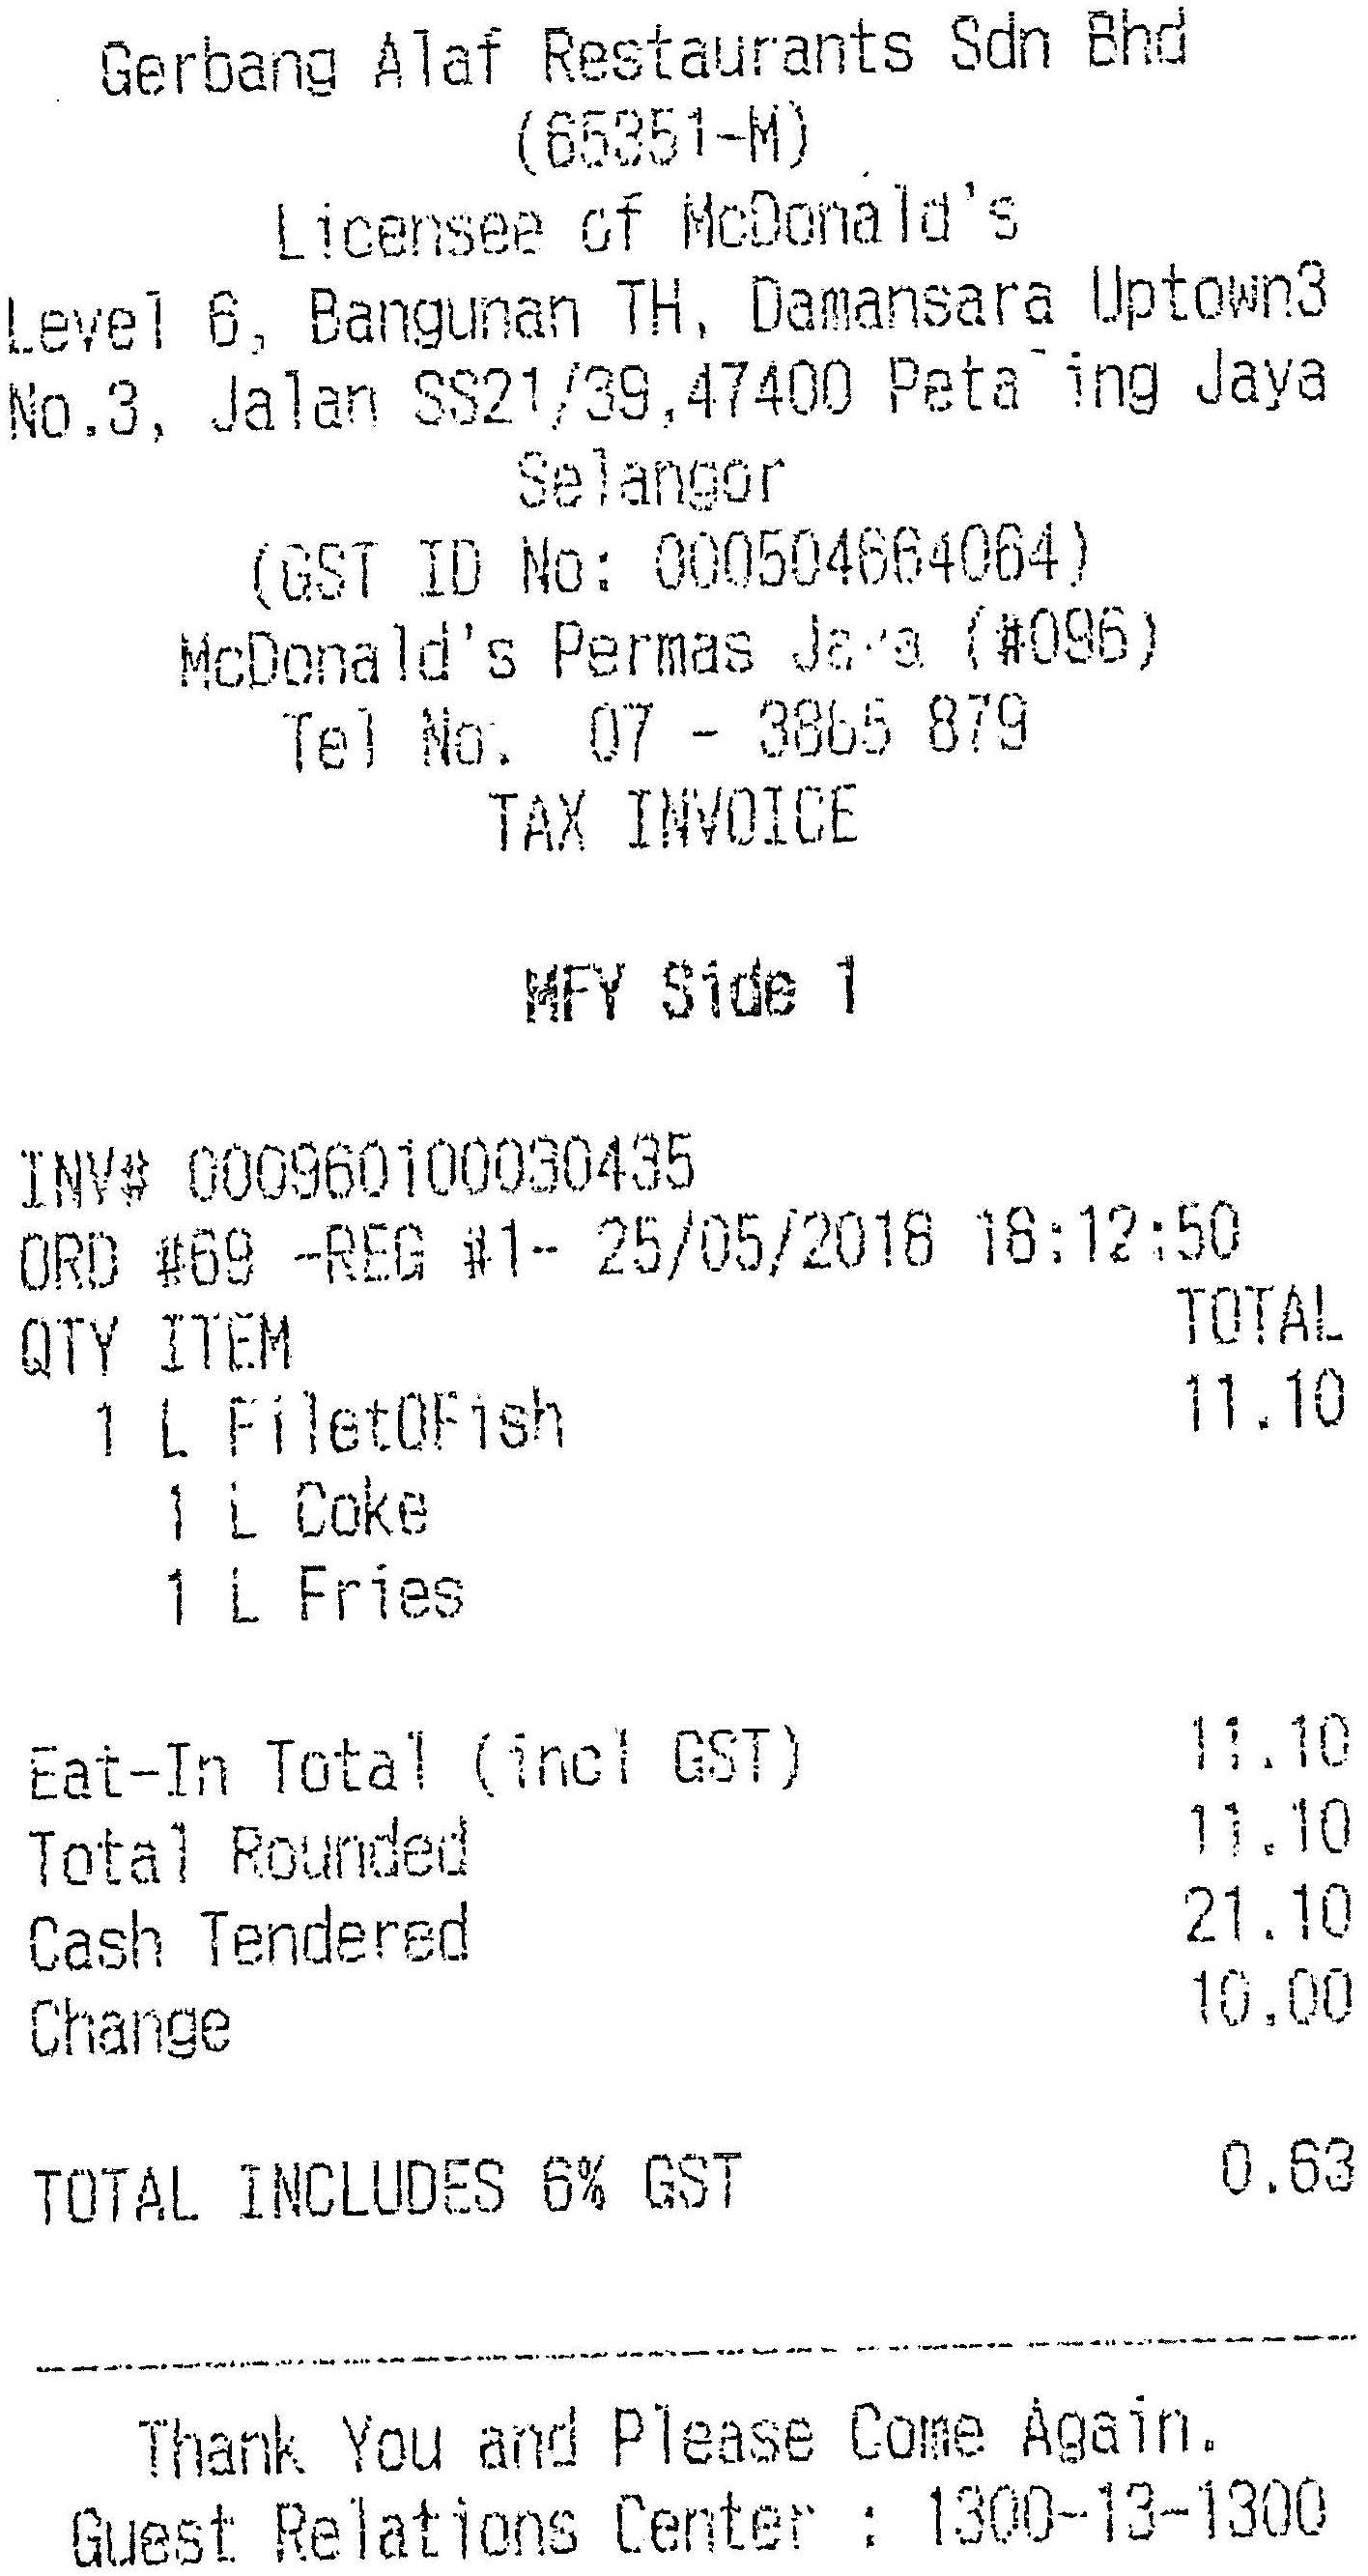 Gerbang Alaf Restaurants Sdn Bhd
(65351-M)
Licensee of McDonald's
Level 6, Bangunan TH, Damansara Uptown3
No.3, Jalan SS21/39,47400 Petaling Jaya
Selangor
(GST ID No: 000504664064)
McDonald's Permas Jaya (#096)
Tel No. 07 - 3865 879
TAX INVOICE
MFY Side 1
INV# 000960100030435
ORD #69 -REG #1- 25/05/2018 18:12:50
QTY ITEM TOTAL
1 L FiletOFish 11.10
1 L Coke
1 L Fries
Eat-In Total (incl GST) 11.10
Total Rounded 11.10
Cash Tendered 21.10
Change 10.00
TOTAL INCLUDES 6% GST 0.63
Thank You and Please Come Again.
Guest Relations Center : 1300-13-1300